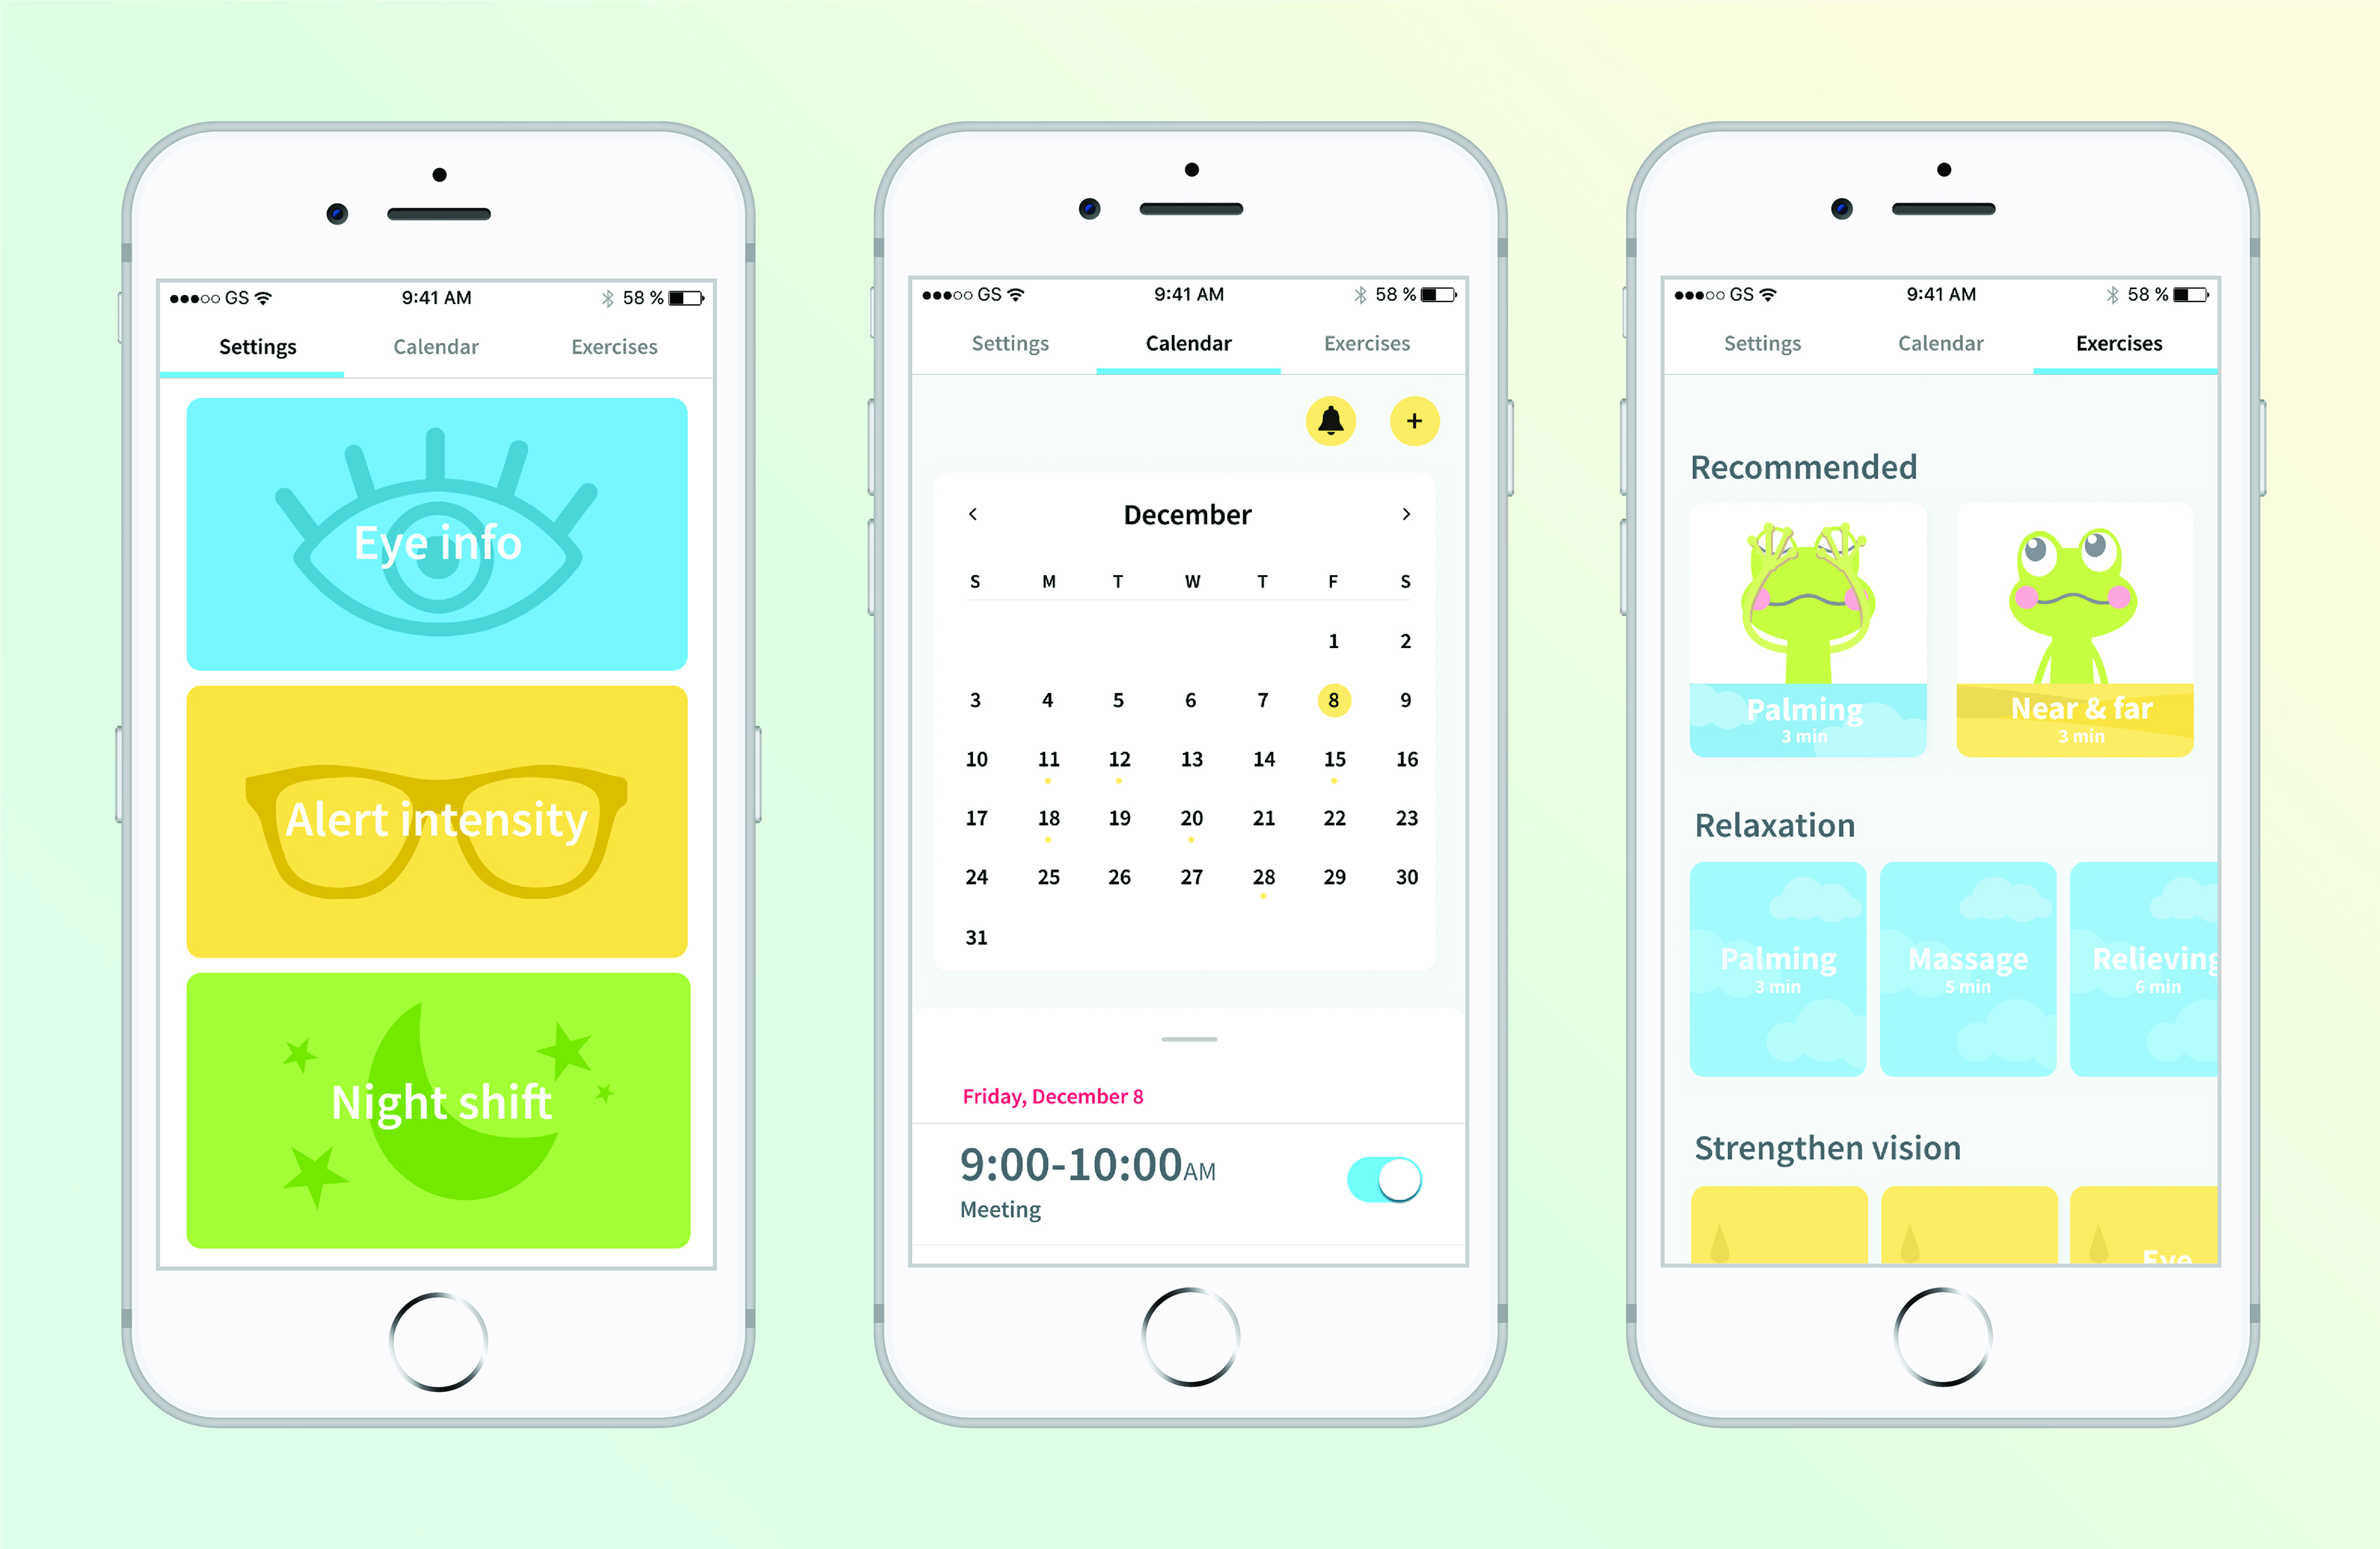 GS 9:41 AM 58 %
Settings Calendar Exercises
Eye info
Alert intensity
Night shift
GS 9:41 AM 58 %
Settings Calendar Exercises
+
< December >
S M T W T F S
1 2
3 4 5 6 7 8 9
10 11 12 13 14 15 16
17 18 19 20 21 22 23
24 25 26 27 28 29 30
31
Friday, December 8
9:00-10:00AM
Meeting
GS 9:41 AM 58 %
Settings Calendar Exercises
Recommended
Palming Near & far
3 min 3 min
Relaxation
Palming Massage Relieving
3 min 5 min 6 min
Strengthen vision
Eye